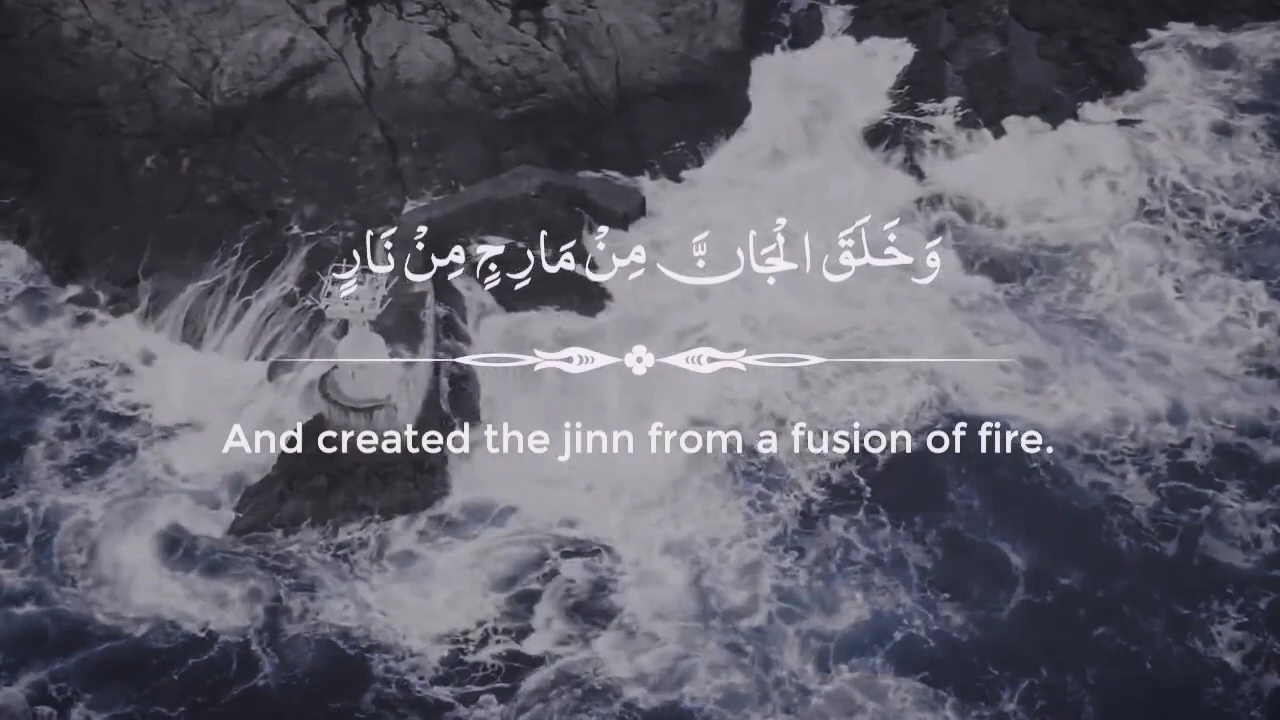 وَخَلَقَ الْجَانَّ مِنْ مَارِجٍ مِنْ نَارٍ
And created the jinn from a fusion of fire.